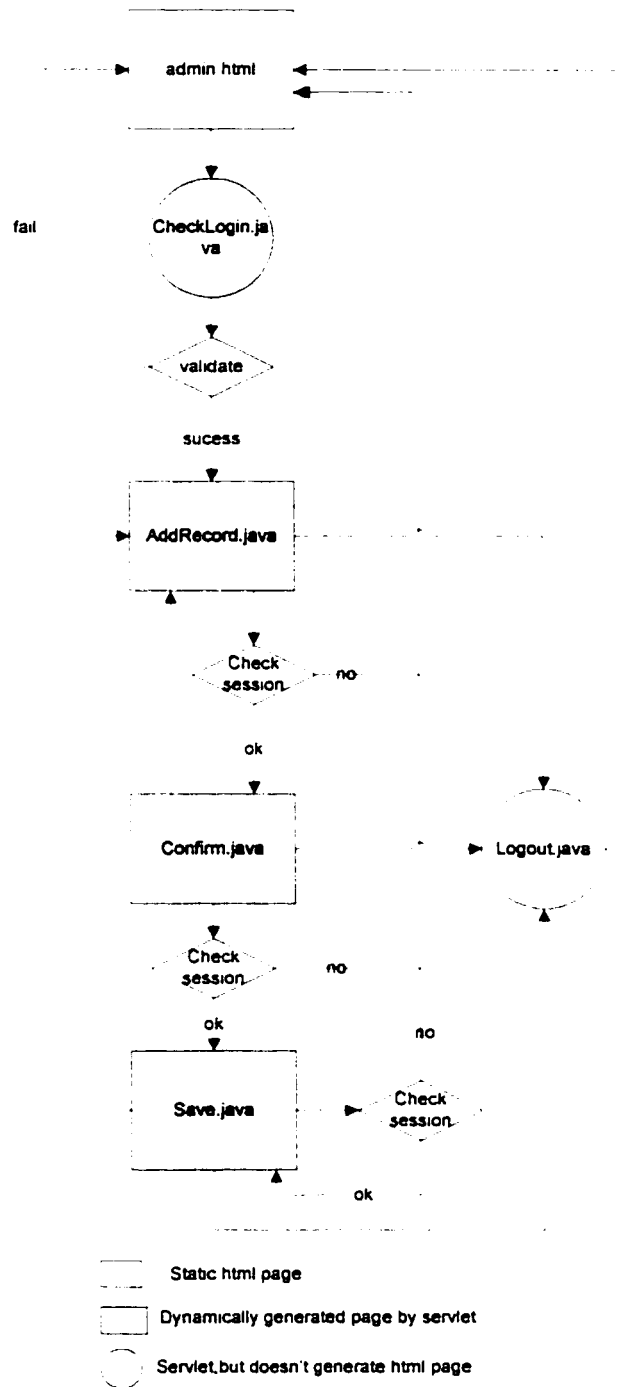 admin html
fail
CheckLogin.ja
va
validate
sucess
AddRecord.java
Check
session
no
ok
Confirm.java
Logout.java
Check
session
no
ok
no
Save.java
Check
session
ok
Static html page
Dynamically generated page by servlet
Servlet,but doesn't generate html page